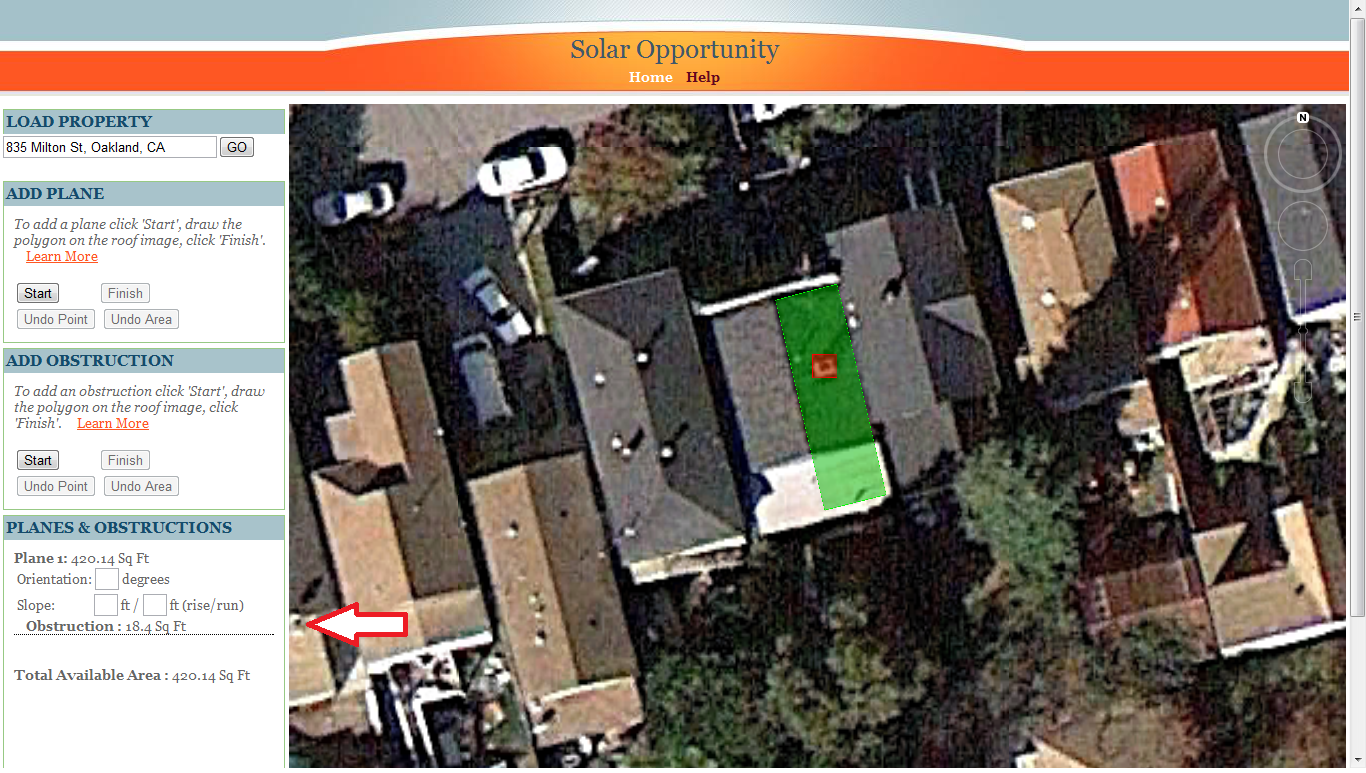 Solar Opportunity
Home Help
LOAD PROPERTY
835 Milton St, Oakland, CA GO
ADD PLANE
To add a plane click 'Start', draw the
polygon on the roof image, click 'Finish'.
Learn More
Start Finish
Undo Point Undo Area
ADD OBSTRUCTION
To add an obstruction click 'Start', draw
the polygon on the roof image, click
'Finish'. Learn More
Start Finish
Undo Point Undo Area
PLANES & OBSTRUCTIONS
Plane 1: 420.14 Sq Ft
Orientation: degrees
Slope: ft / ft (rise/run)
Obstruction : 18.4 Sq Ft
Total Available Area : 420.14 Sq Ft
N